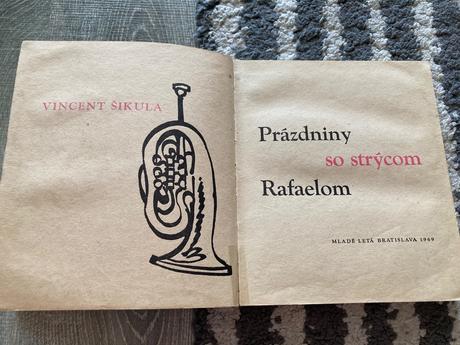 VINCENT ŠIKULA
Prázdniny
so strýcom
Rafaelom
MLADÉ LETÁ BRATISLAVA 1969